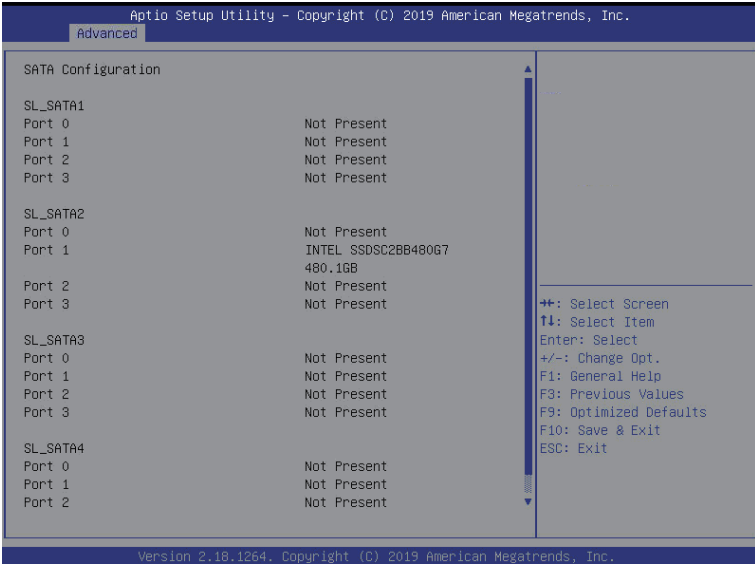 Aptio Setup Utility – Copyright (C) 2019 American Megatrends, Inc.
Advanced
SATA Configuration
SL_SATA1
Port 0 Not Present
Port 1 Not Present
Port 2 Not Present
Port 3 Not Present
SL_SATA2
Port 0 Not Present
Port 1 INTEL SSDSC2BB480G7
480.1GB
Port 2 Not Present
Port 3 Not Present
SL_SATA3
Port 0 Not Present
Port 1 Not Present
Port 2 Not Present
Port 3 Not Present
SL_SATA4
Port 0 Not Present
Port 1 Not Present
Port 2 Not Present
→←: Select Screen
↑↓: Select Item
Enter: Select
+/-: Change Opt.
F1: General Help
F3: Previous Values
F9: Optimized Defaults
F10: Save & Exit
ESC: Exit
Version 2.18.1264. Copyright (C) 2019 American Megatrends, Inc.